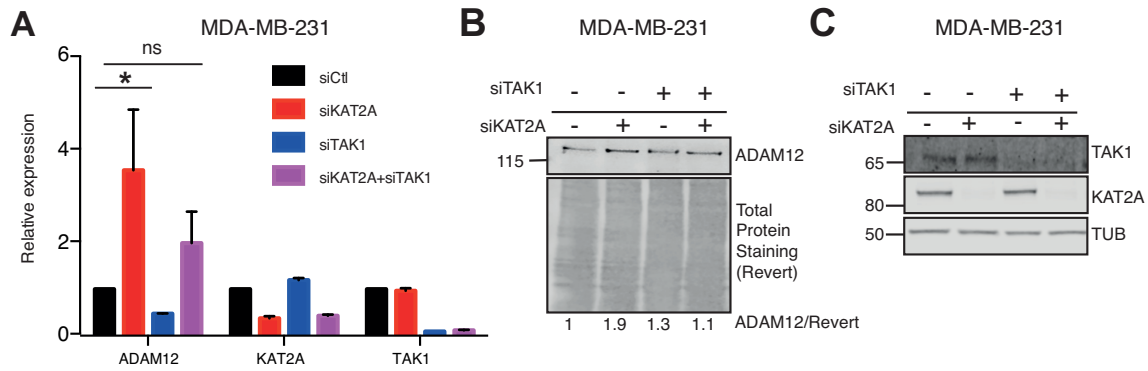 A
MDA-MB-231
Relative expression
6
4
2
0
ns
*
siCtl
siKAT2A
siTAK1
siKAT2A+siTAK1
ADAM12
KAT2A
TAK1
B
MDA-MB-231
siTAK1 - - + +
siKAT2A - + - +
115
ADAM12
Total
Protein
Staining
(Revert)
1 1.9 1.3 1.1 ADAM12/Revert
C
MDA-MB-231
siTAK1 - - + +
siKAT2A - + - +
65
TAK1
80
KAT2A
50
TUB